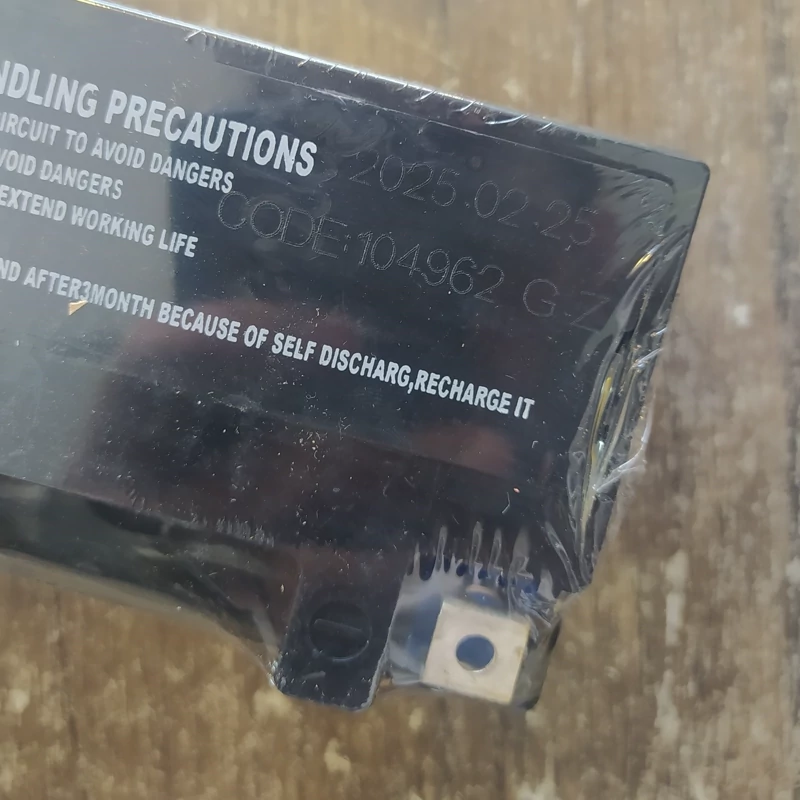 NDLING PRECAUTIONS
IRCUIT TO AVOID DANGERS
VOID DANGERS
EXTEND WORKING LIFE
ND AFTER3MONTH BECAUSE OF SELF DISCHARG,RECHARGE IT
2025.02.25
CODE:104962 G-Z